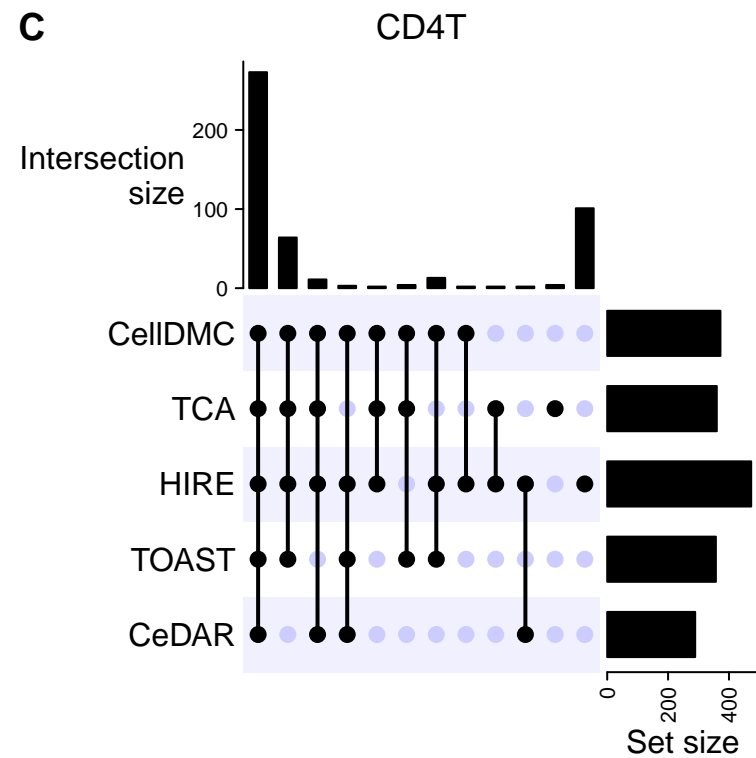 C
CD4T
200
100
0
Intersection
size
CellDMC
TCA
HIRE
TOAST
CeDAR
0
200
400
Set size